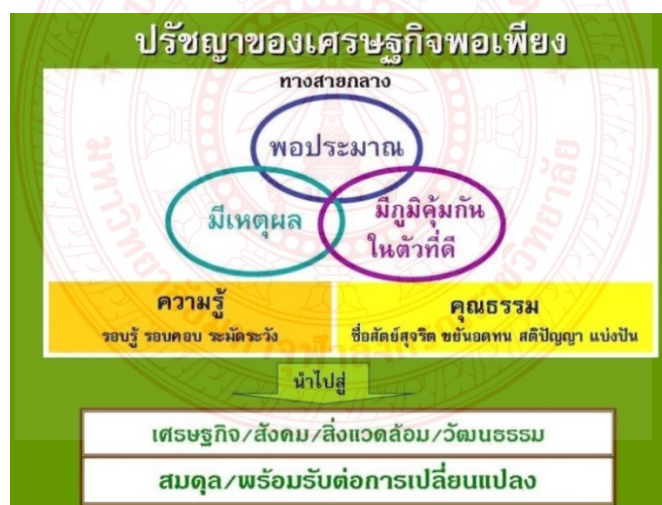 ปรัชญาของเศรษฐกิจพอเพียง
ทางสายกลาง
พอประมาณ
มีเหตุผล
มีภูมิคุ้มกัน
ในตัวที่ดี
ความรู้
รอบรู้ รอบคอบ ระมัดระวัง
คุณธรรม
ซื่อสัตย์สุจริต ขยันอดทน สติปัญญา แบ่งปัน
นำไปสู่
เศรษฐกิจ/สังคม/สิ่งแวดล้อม/วัฒนธรรม
สมดุล/พร้อมรับต่อการเปลี่ยนแปลง